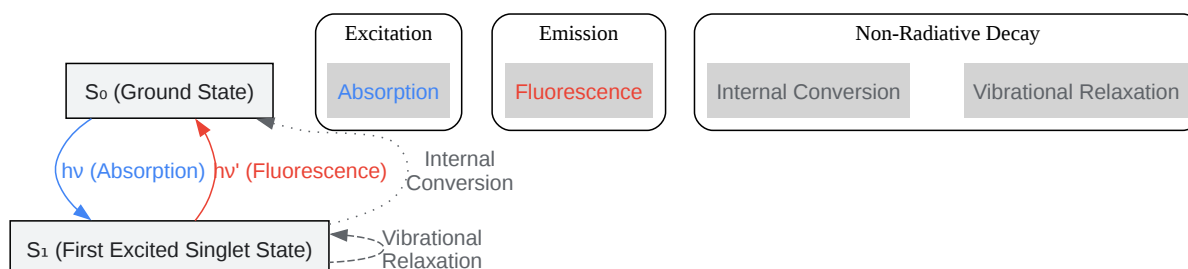 Excitation
Emission
Non-Radiative Decay
Absorption
Fluorescence
Internal Conversion
Vibrational Relaxation
S₀ (Ground State)
hν (Absorption)
hν' (Fluorescence)
Internal
Conversion
S₁ (First Excited Singlet State)
Vibrational
Relaxation